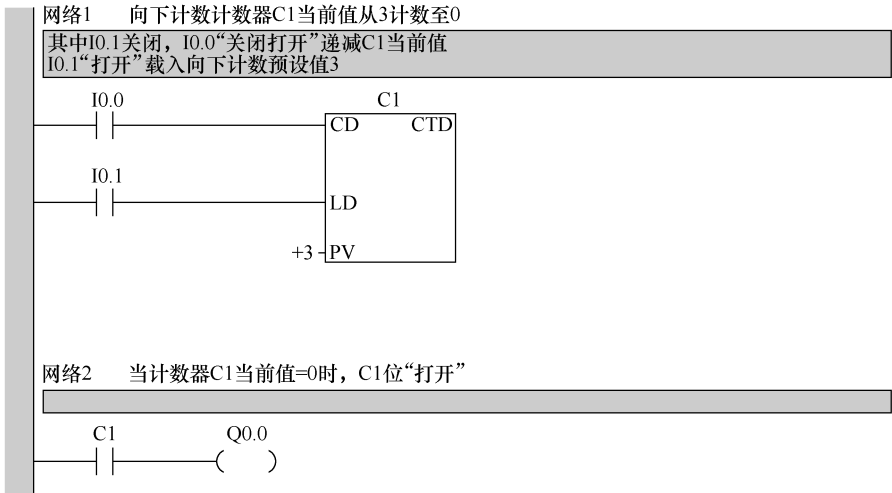 网络1 向下计数计数器C1当前值从3计数至0
其中I0.1关闭，I0.0“关闭打开”递减C1当前值
I0.1“打开”载入向下计数预设值3
I0.0
C1
CD CTD
I0.1
LD
+3 PV
网络2 当计数器C1当前值=0时，C1位“打开”
C1 Q0.0